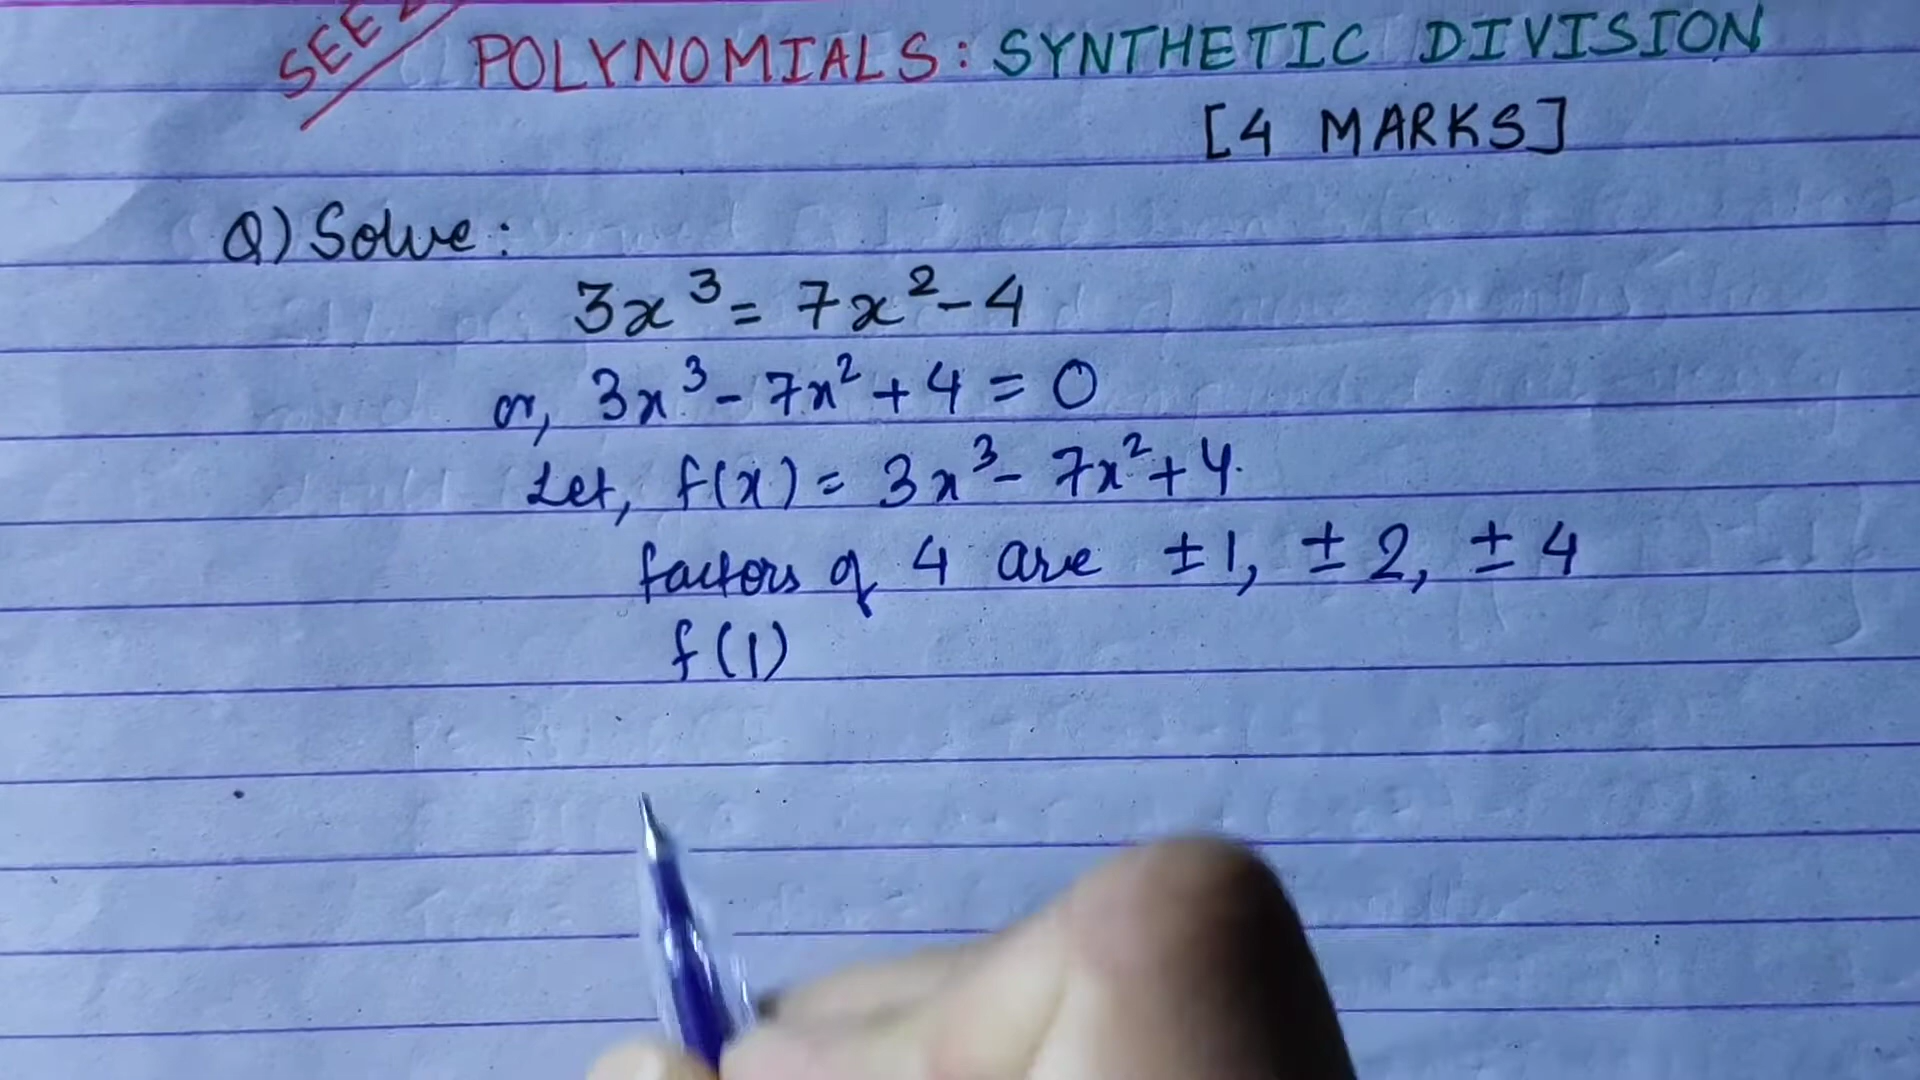 SEE
POLYNOMIALS: SYNTHETIC DIVISION
[4 MARKS]
Q) Solve:
3x³ = 7x² - 4
or, 3x³ - 7x² + 4 = 0
Let, f(x) = 3x³ - 7x² + 4.
factors of 4 are ±1, ±2, ±4
f(1)